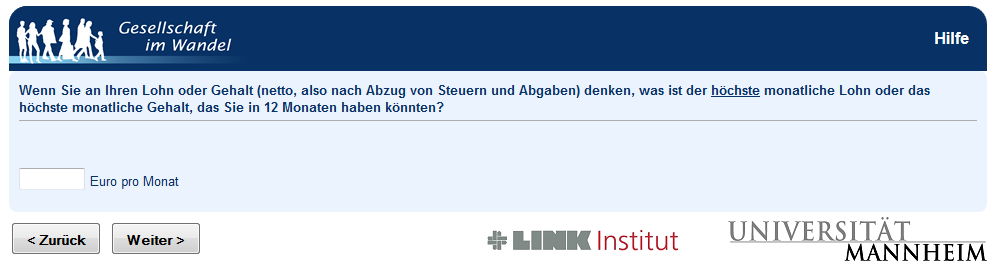 Gesellschaft
im Wandel
Hilfe
Wenn Sie an Ihren Lohn oder Gehalt (netto, also nach Abzug von Steuern und Abgaben) denken, was ist der höchste monatliche Lohn oder das
höchste monatliche Gehalt, das Sie in 12 Monaten haben könnten?
Euro pro Monat
< Zurück
Weiter >
LINK Institut
UNIVERSITÄT
MANNHEIM